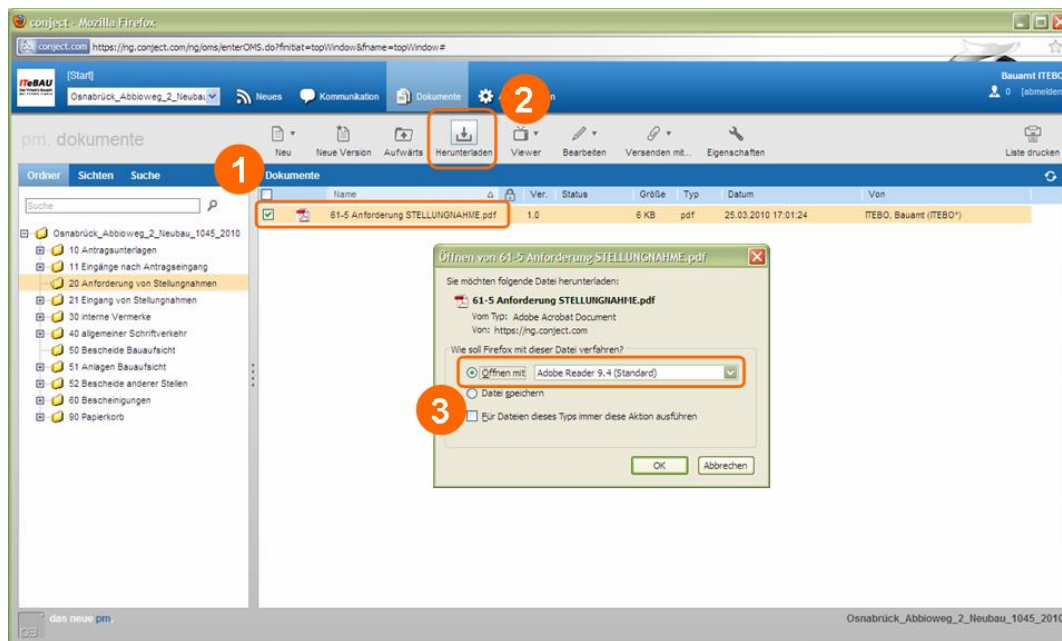 conject - Mozilla Firefox
conject.com https://ng.conject.com/ng/oms/enterOMS.do?finitiat=topWindow&fname=topWindow#
ITeBAU
[Start]
Osnabrück_Abbioweg_2_Neubau
Neues Kommunikation Dokumente
2
Bauamt ITEBO
0 [abmelden
pm. dokumente
Neu Neue Version Aufwärts Herunterladen Viewer Bearbeiten Versenden mit... Eigenschaften Liste drucken
1
Ordner Sichten Suche Dokumente
Name Ver. Status Größe Typ Datum Von
Suche
61-5 Anforderung STELLUNGNAHME.pdf 1.0 6 KB pdf 25.03.2010 17:01:24 ITEBO, Bauamt (ITEBO*)
Osnabrück_Abbioweg_2_Neubau_1045_2010
10 Antragsunterlagen
11 Eingänge nach Antragseingang
20 Anforderung von Stellungnahmen
21 Eingang von Stellungnahmen
30 interne Vermerke
40 allgemeiner Schriftverkehr
50 Bescheide Bauaufsicht
51 Anlagen Bauaufsicht
52 Bescheide anderer Stellen
60 Bescheinigungen
90 Papierkorb
Öffnen von 61-5 Anforderung STELLUNGNAHME.pdf
Sie möchten folgende Datei herunterladen:
61-5 Anforderung STELLUNGNAHME.pdf
Vom Typ: Adobe Acrobat Document
Von: https://ng.conject.com
Wie soll Firefox mit dieser Datei verfahren?
Öffnen mit Adobe Reader 9.4 (Standard)
Datei speichern
3
Für Dateien dieses Typs immer diese Aktion ausführen
OK Abbrechen
das neue pm.
Osnabrück_Abbioweg_2_Neubau_1045_2010